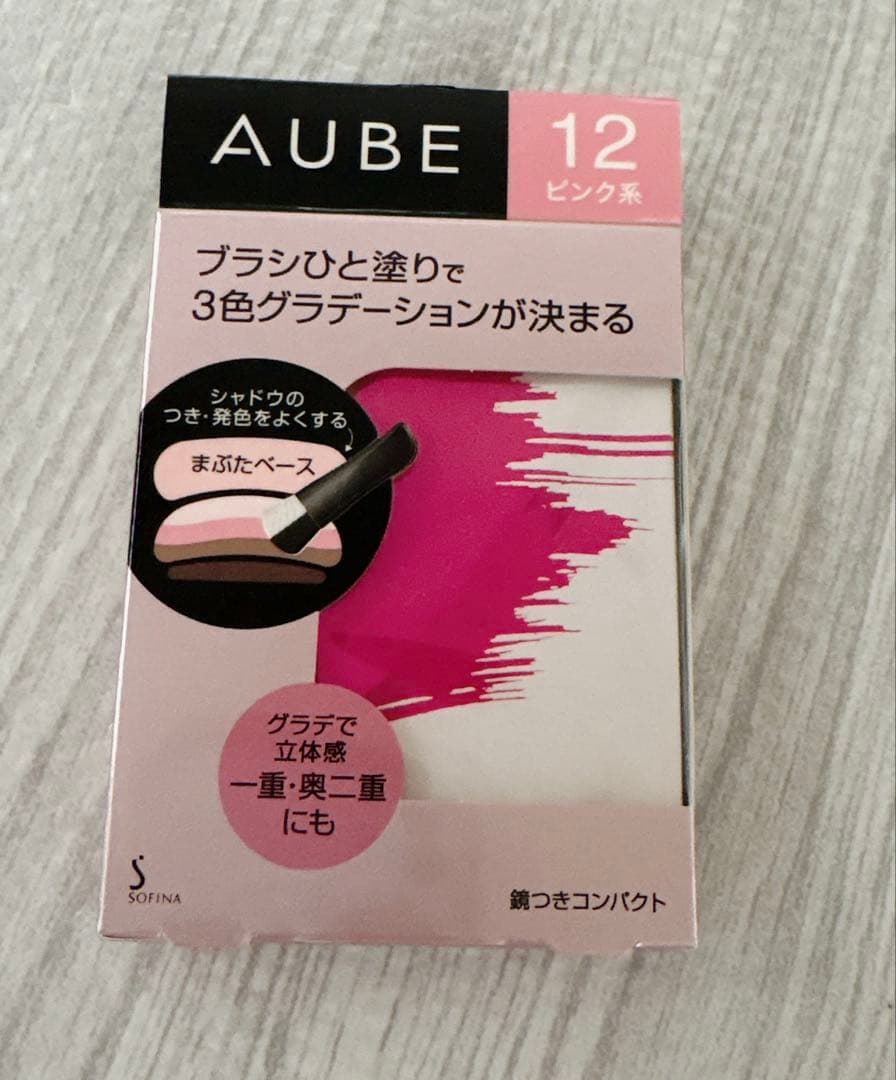 AUBE
12
ピンク系
ブラシひと塗りで
3色グラデーションが決まる
シャドウの
つき・発色をよくする
まぶたベース
グラデで
立体感
一重・奥二重
にも
SOFINA
鏡つきコンパクト